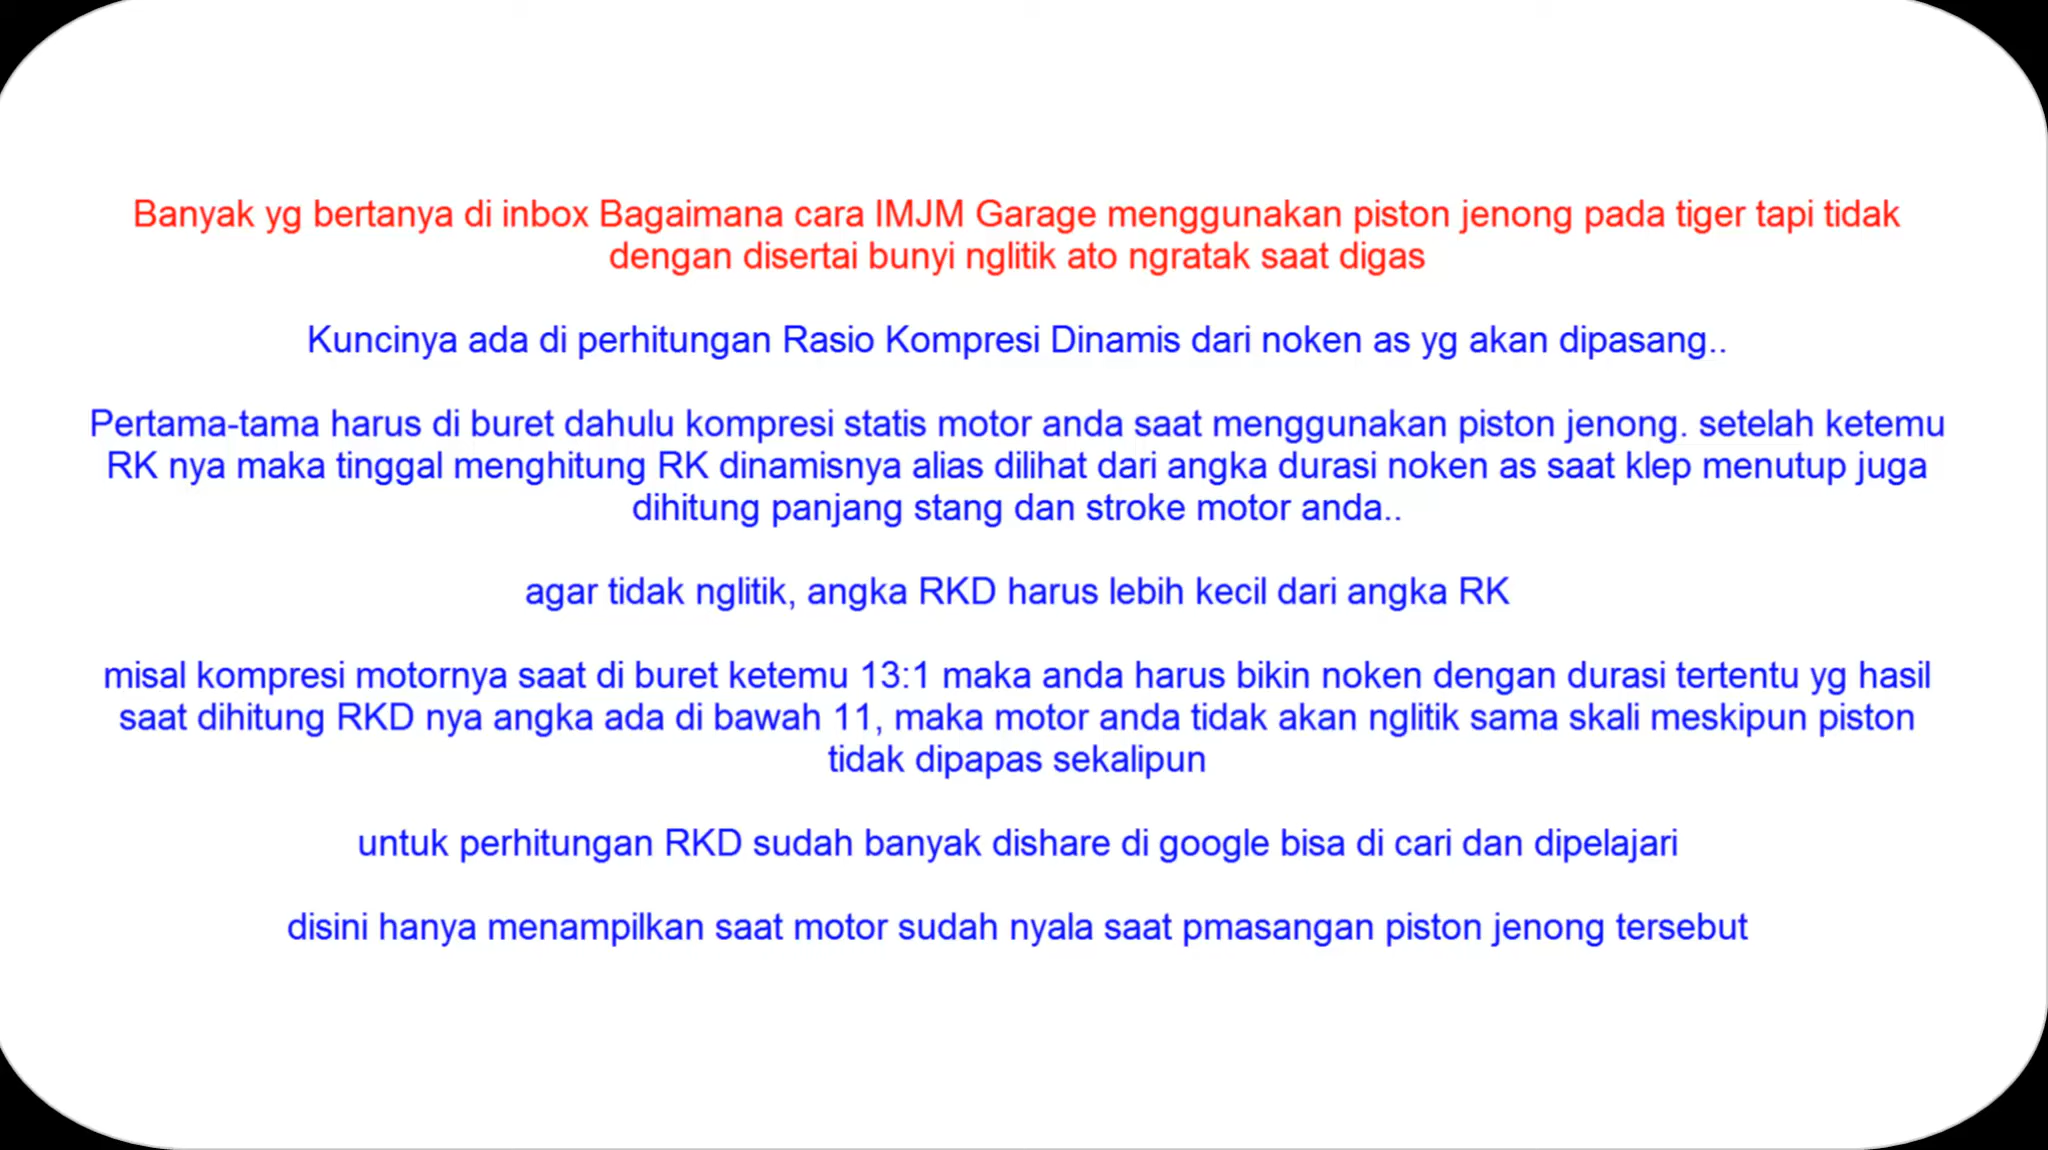 Banyak yg bertanya di inbox Bagaimana cara IMJM Garage menggunakan piston jenong pada tiger tapi tidak
dengan disertai bunyi nglitik ato ngratak saat digas
Kuncinya ada di perhitungan Rasio Kompresi Dinamis dari noken as yg akan dipasang..
Pertama-tama harus di buret dahulu kompresi statis motor anda saat menggunakan piston jenong. setelah ketemu
RK nya maka tinggal menghitung RK dinamisnya alias dilihat dari angka durasi noken as saat klep menutup juga
dihitung panjang stang dan stroke motor anda..
agar tidak nglitik, angka RKD harus lebih kecil dari angka RK
misal kompresi motornya saat di buret ketemu 13:1 maka anda harus bikin noken dengan durasi tertentu yg hasil
saat dihitung RKD nya angka ada di bawah 11, maka motor anda tidak akan nglitik sama skali meskipun piston
tidak dipapas sekalipun
untuk perhitungan RKD sudah banyak dishare di google bisa di cari dan dipelajari
disini hanya menampilkan saat motor sudah nyala saat pmasangan piston jenong tersebut